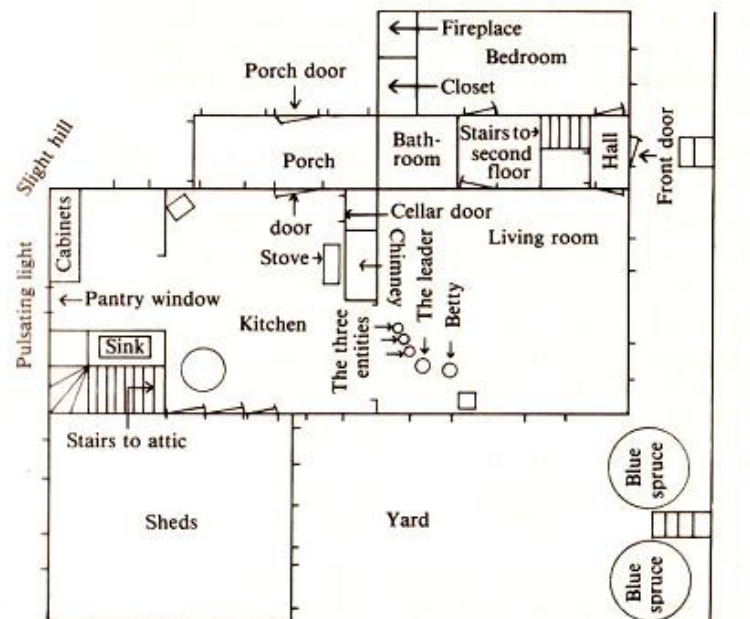 Fireplace
Bedroom
Closet
Porch door
Slight hill
Porch
Bath-
room
Stairs to
second
floor
Hall
Front door
Cabinets
door
Cellar door
Stove
Chimney
The leader
Betty
Living room
Pulsating light
Pantry window
Kitchen
The three
entities
Sink
Stairs to attic
Sheds
Yard
Blue
spruce
Blue
spruce